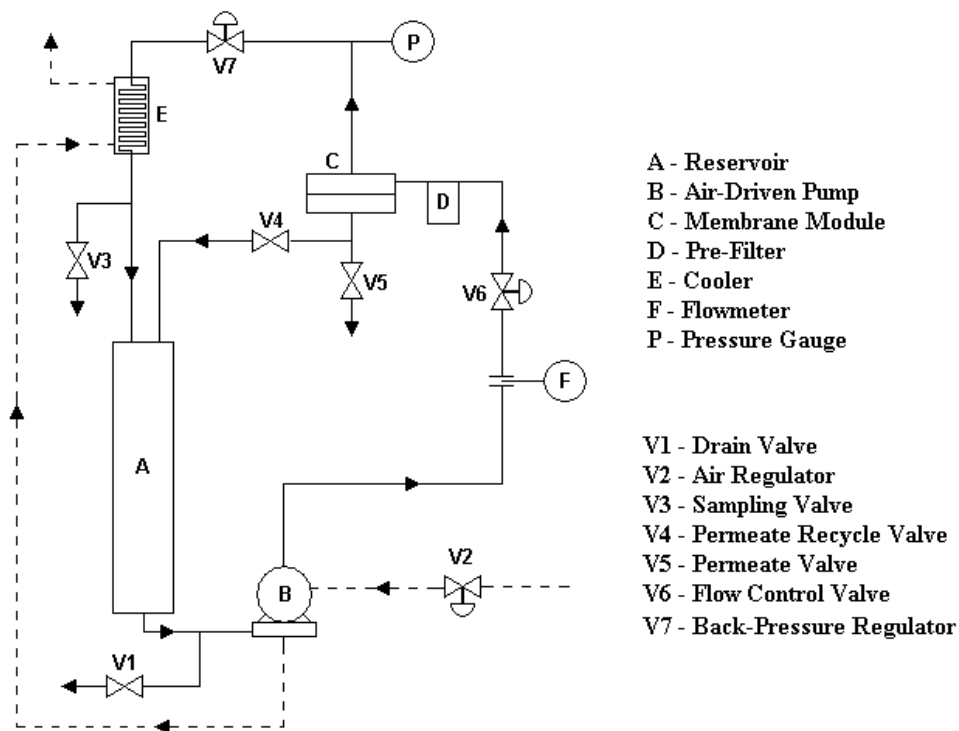 V7
P
E
C
D
V4
V3
V5
V6
F
A
V2
B
V1
A - Reservoir
B - Air-Driven Pump
C - Membrane Module
D - Pre-Filter
E - Cooler
F - Flowmeter
P - Pressure Gauge
V1 - Drain Valve
V2 - Air Regulator
V3 - Sampling Valve
V4 - Permeate Recycle Valve
V5 - Permeate Valve
V6 - Flow Control Valve
V7 - Back-Pressure Regulator